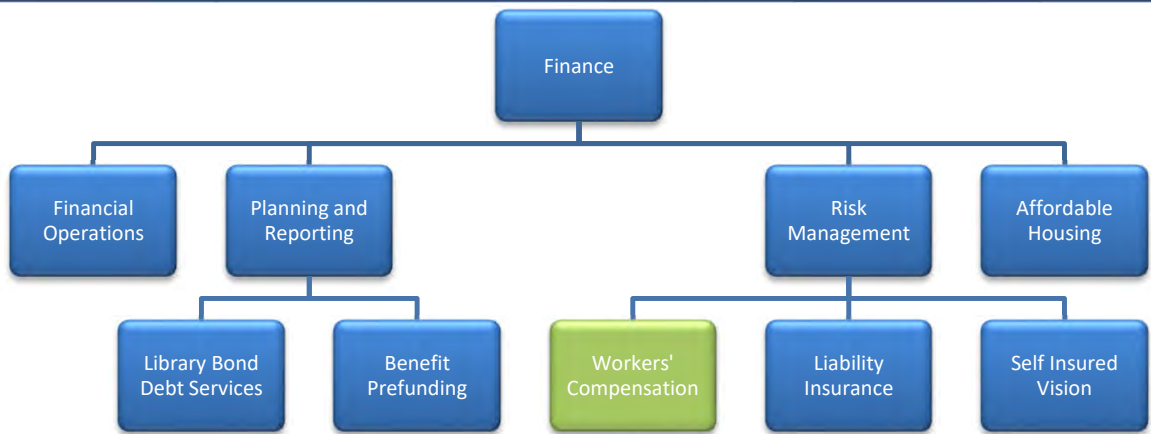 Finance
Financial
Operations
Planning and
Reporting
Risk
Management
Affordable
Housing
Library Bond
Debt Services
Benefit
Prefunding
Workers'
Compensation
Liability
Insurance
Self Insured
Vision